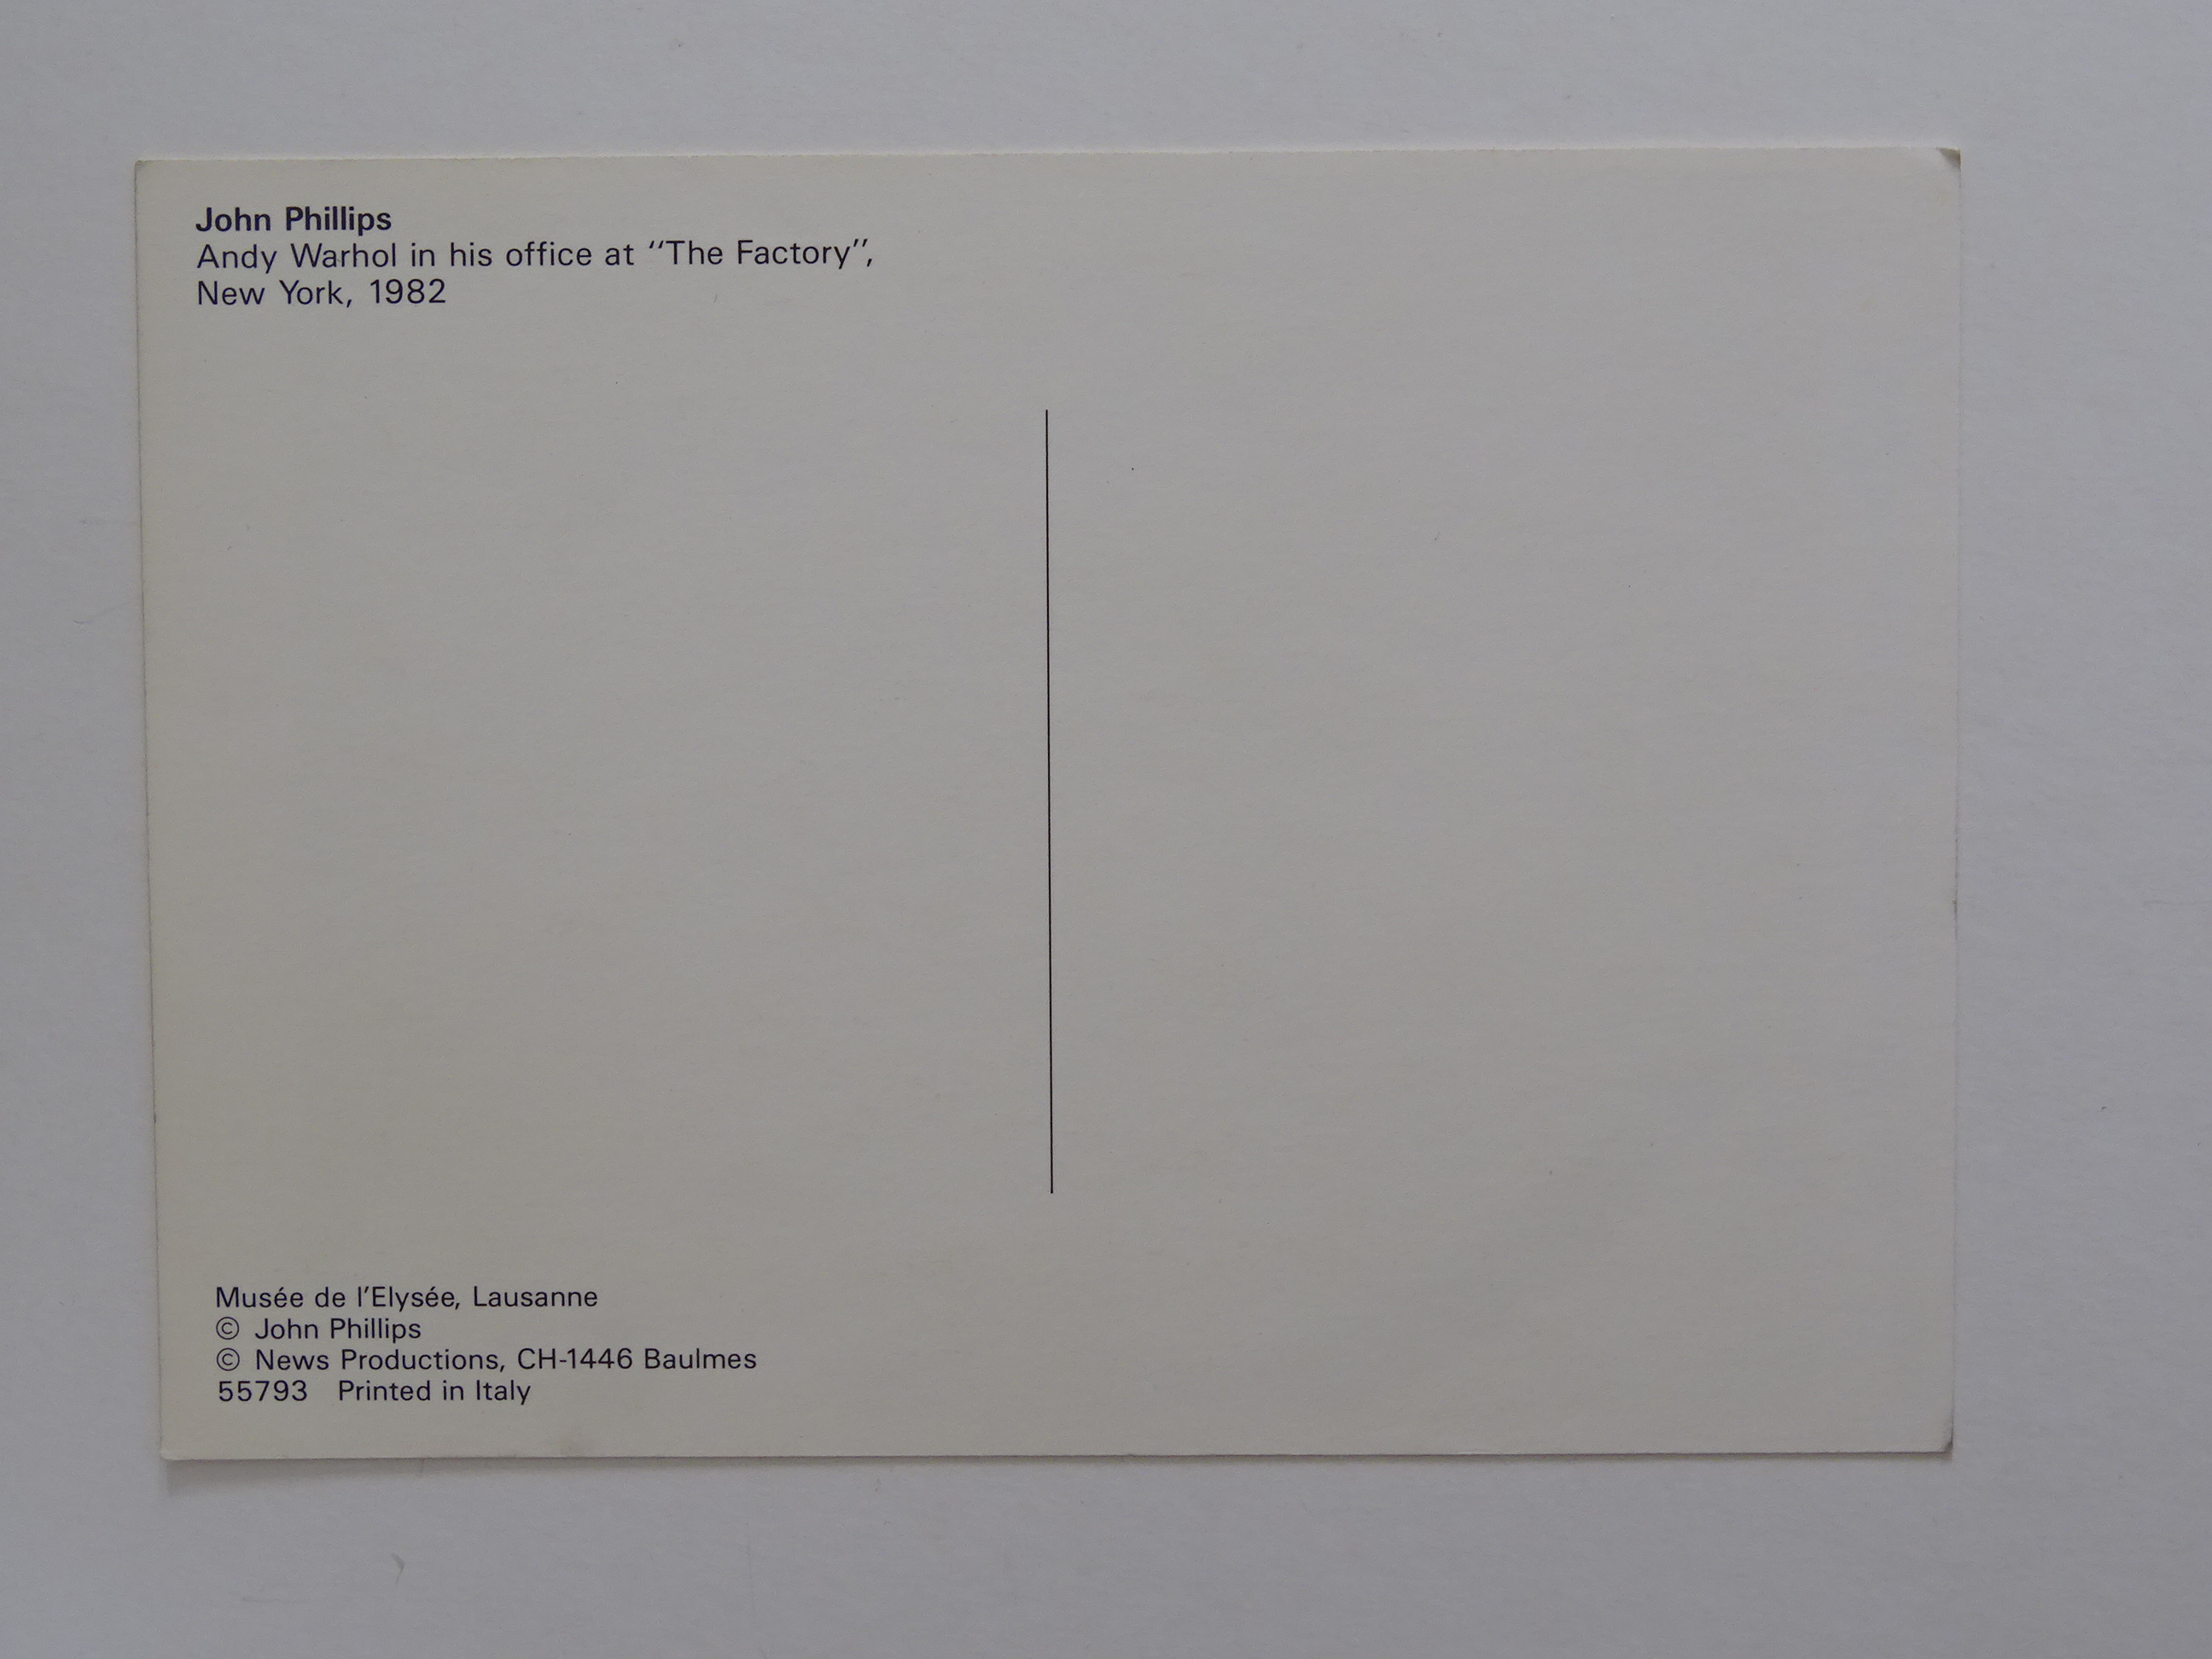 John Phillips
Andy Warhol in his office at “The Factory”,
New York, 1982
Musée de l'Elysée, Lausanne
© John Phillips
© News Productions, CH-1446 Baulmes
55793 Printed in Italy